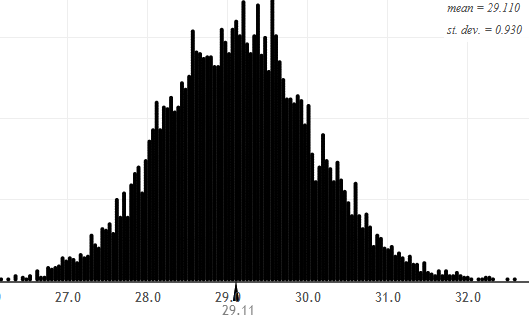 mean = 29.110
st. dev. = 0.930
27.0 28.0 29.0 30.0 31.0 32.0
29.11